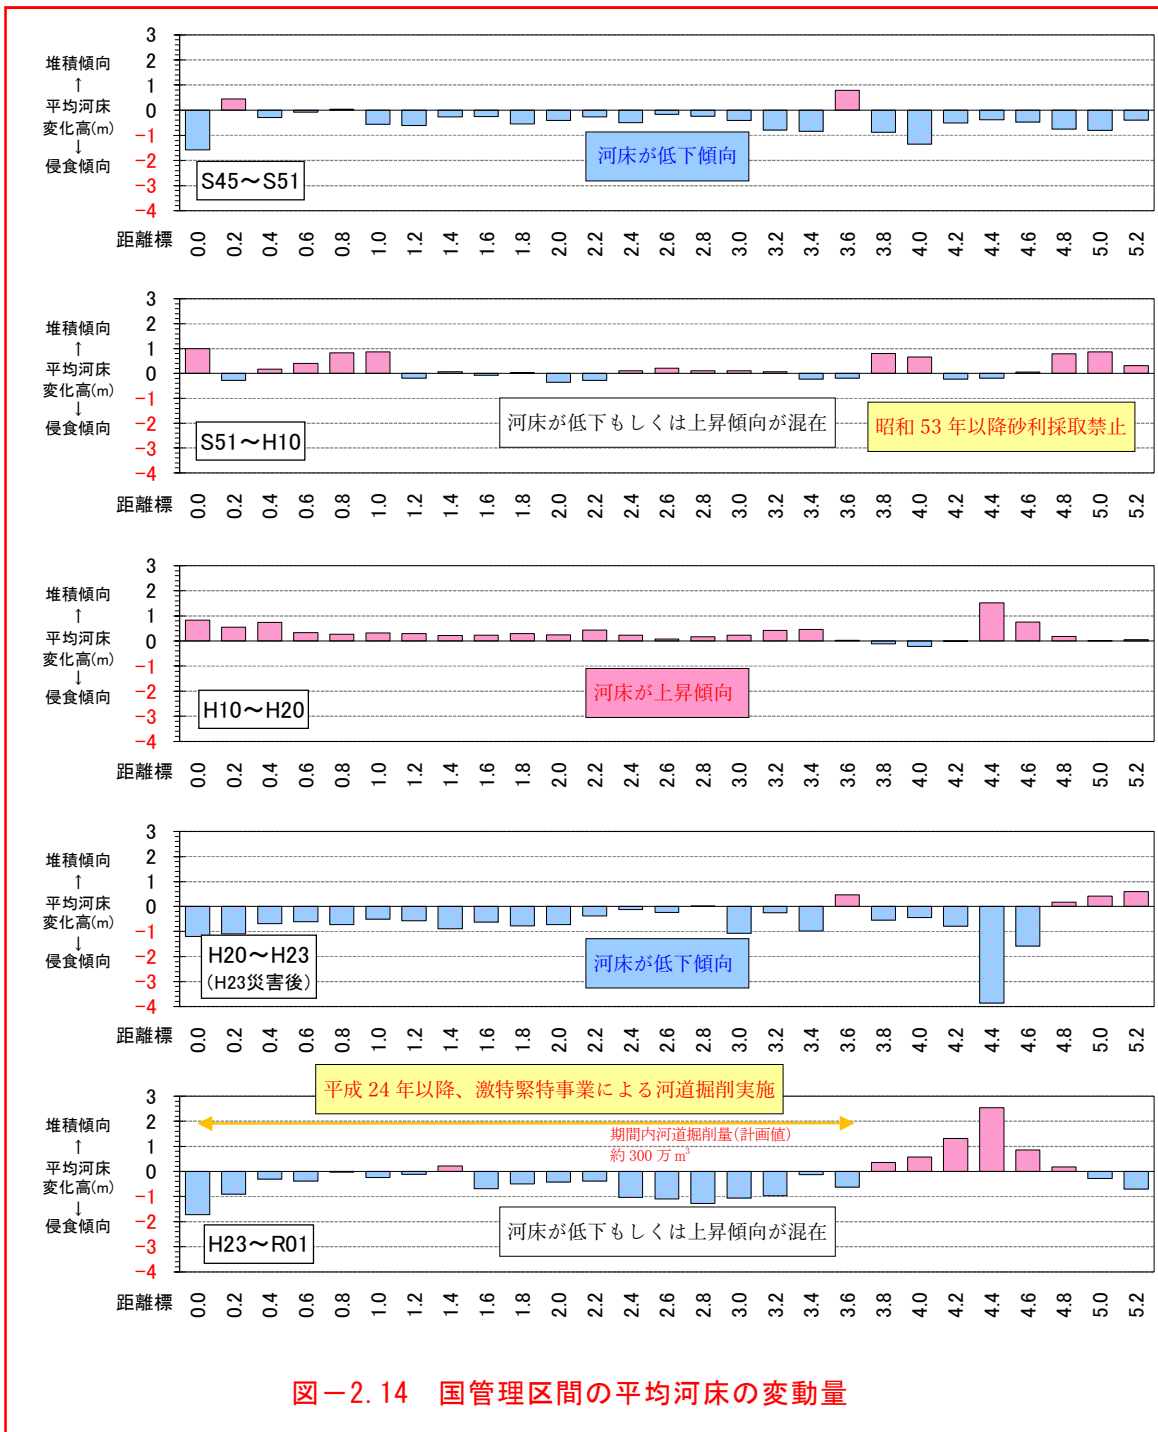 3
2
1
0
-1
-2
-3
-4
堆積傾向
↑
平均河床
変化高(m)
↓
侵食傾向
河床が低下傾向
S45～S51
距離標 0.0 0.2 0.4 0.6 0.8 1.0 1.2 1.4 1.6 1.8 2.0 2.2 2.4 2.6 2.8 3.0 3.2 3.4 3.6 3.8 4.0 4.2 4.4 4.6 4.8 5.0 5.2
3
2
1
0
-1
-2
-3
-4
堆積傾向
↑
平均河床
変化高(m)
↓
侵食傾向
河床が低下もしくは上昇傾向が混在
昭和 53 年以降砂利採取禁止
S51～H10
距離標 0.0 0.2 0.4 0.6 0.8 1.0 1.2 1.4 1.6 1.8 2.0 2.2 2.4 2.6 2.8 3.0 3.2 3.4 3.6 3.8 4.0 4.2 4.4 4.6 4.8 5.0 5.2
3
2
1
0
-1
-2
-3
-4
堆積傾向
↑
平均河床
変化高(m)
↓
侵食傾向
河床が上昇傾向
H10～H20
距離標 0.0 0.2 0.4 0.6 0.8 1.0 1.2 1.4 1.6 1.8 2.0 2.2 2.4 2.6 2.8 3.0 3.2 3.4 3.6 3.8 4.0 4.2 4.4 4.6 4.8 5.0 5.2
3
2
1
0
-1
-2
-3
-4
堆積傾向
↑
平均河床
変化高(m)
↓
侵食傾向
H20～H23
(H23災害後)
河床が低下傾向
距離標 0.0 0.2 0.4 0.6 0.8 1.0 1.2 1.4 1.6 1.8 2.0 2.2 2.4 2.6 2.8 3.0 3.2 3.4 3.6 3.8 4.0 4.2 4.4 4.6 4.8 5.0 5.2
平成 24 年以降、激特緊特事業による河道掘削実施
期間内河道掘削量(計画値)
約 300 万 m³
3
2
1
0
-1
-2
-3
-4
堆積傾向
↑
平均河床
変化高(m)
↓
侵食傾向
河床が低下もしくは上昇傾向が混在
H23～R01
距離標 0.0 0.2 0.4 0.6 0.8 1.0 1.2 1.4 1.6 1.8 2.0 2.2 2.4 2.6 2.8 3.0 3.2 3.4 3.6 3.8 4.0 4.2 4.4 4.6 4.8 5.0 5.2
図－2.14　国管理区間の平均河床の変動量